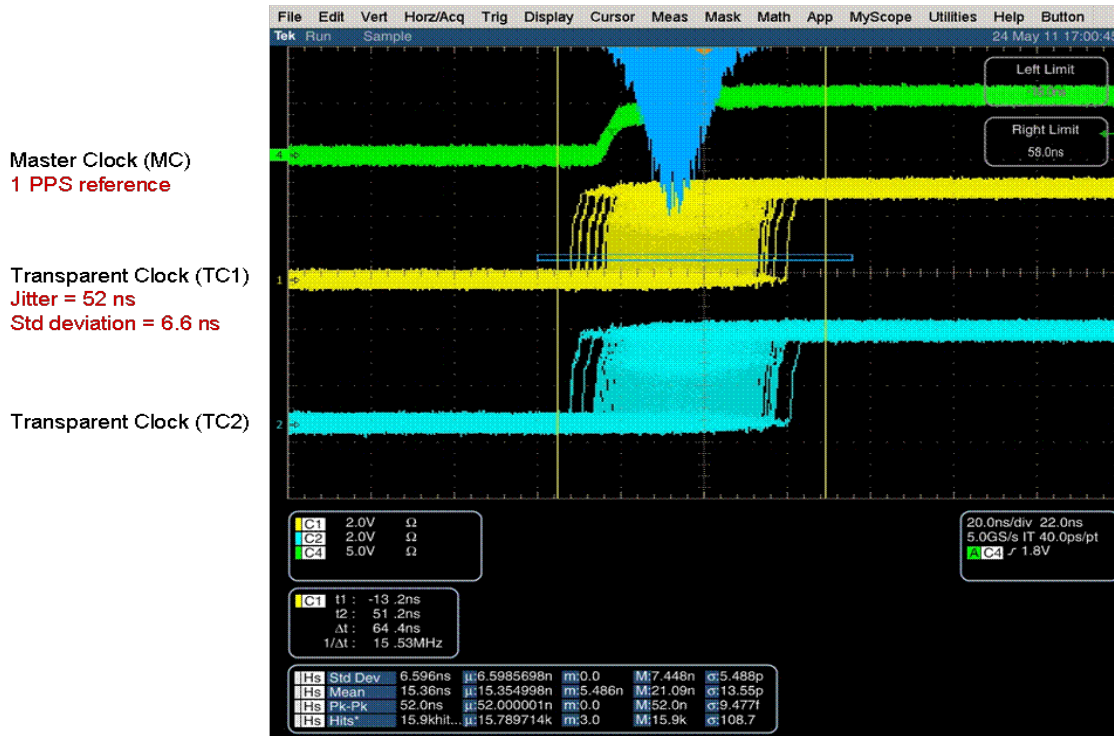 File Edit Vert Horz/Acq Trig Display Cursor Meas Mask Math App MyScope Utilities Help Button
Tek Run Sample 24 May 11 17:00:45
Left Limit
Right Limit
58.0ns
4
Master Clock (MC)
1 PPS reference
Transparent Clock (TC1)
Jitter = 52 ns
Std deviation = 6.6 ns
1
Transparent Clock (TC2)
2
C1 2.0V Ω
C2 2.0V Ω
C4 5.0V Ω
20.0ns/div 22.0ns
5.0GS/s IT 40.0ps/pt
A C4 ∫ 1.8V
C1 t1 : -13 .2ns
t2 : 51 .2ns
Δt : 64 .4ns
1/Δt : 15 .53MHz
Hs Std Dev 6.596ns µ:6.5985698n m:0.0 M:7.448n σ:5.488p
Hs Mean 15.36ns µ:15.354998n m:5.486n M:21.09n σ:13.55p
Hs Pk-Pk 52.0ns µ:52.000001n m:0.0 M:52.0n σ:9.477f
Hs Hits* 15.9khit... µ:15.789714k m:3.0 M:15.9k σ:108.7